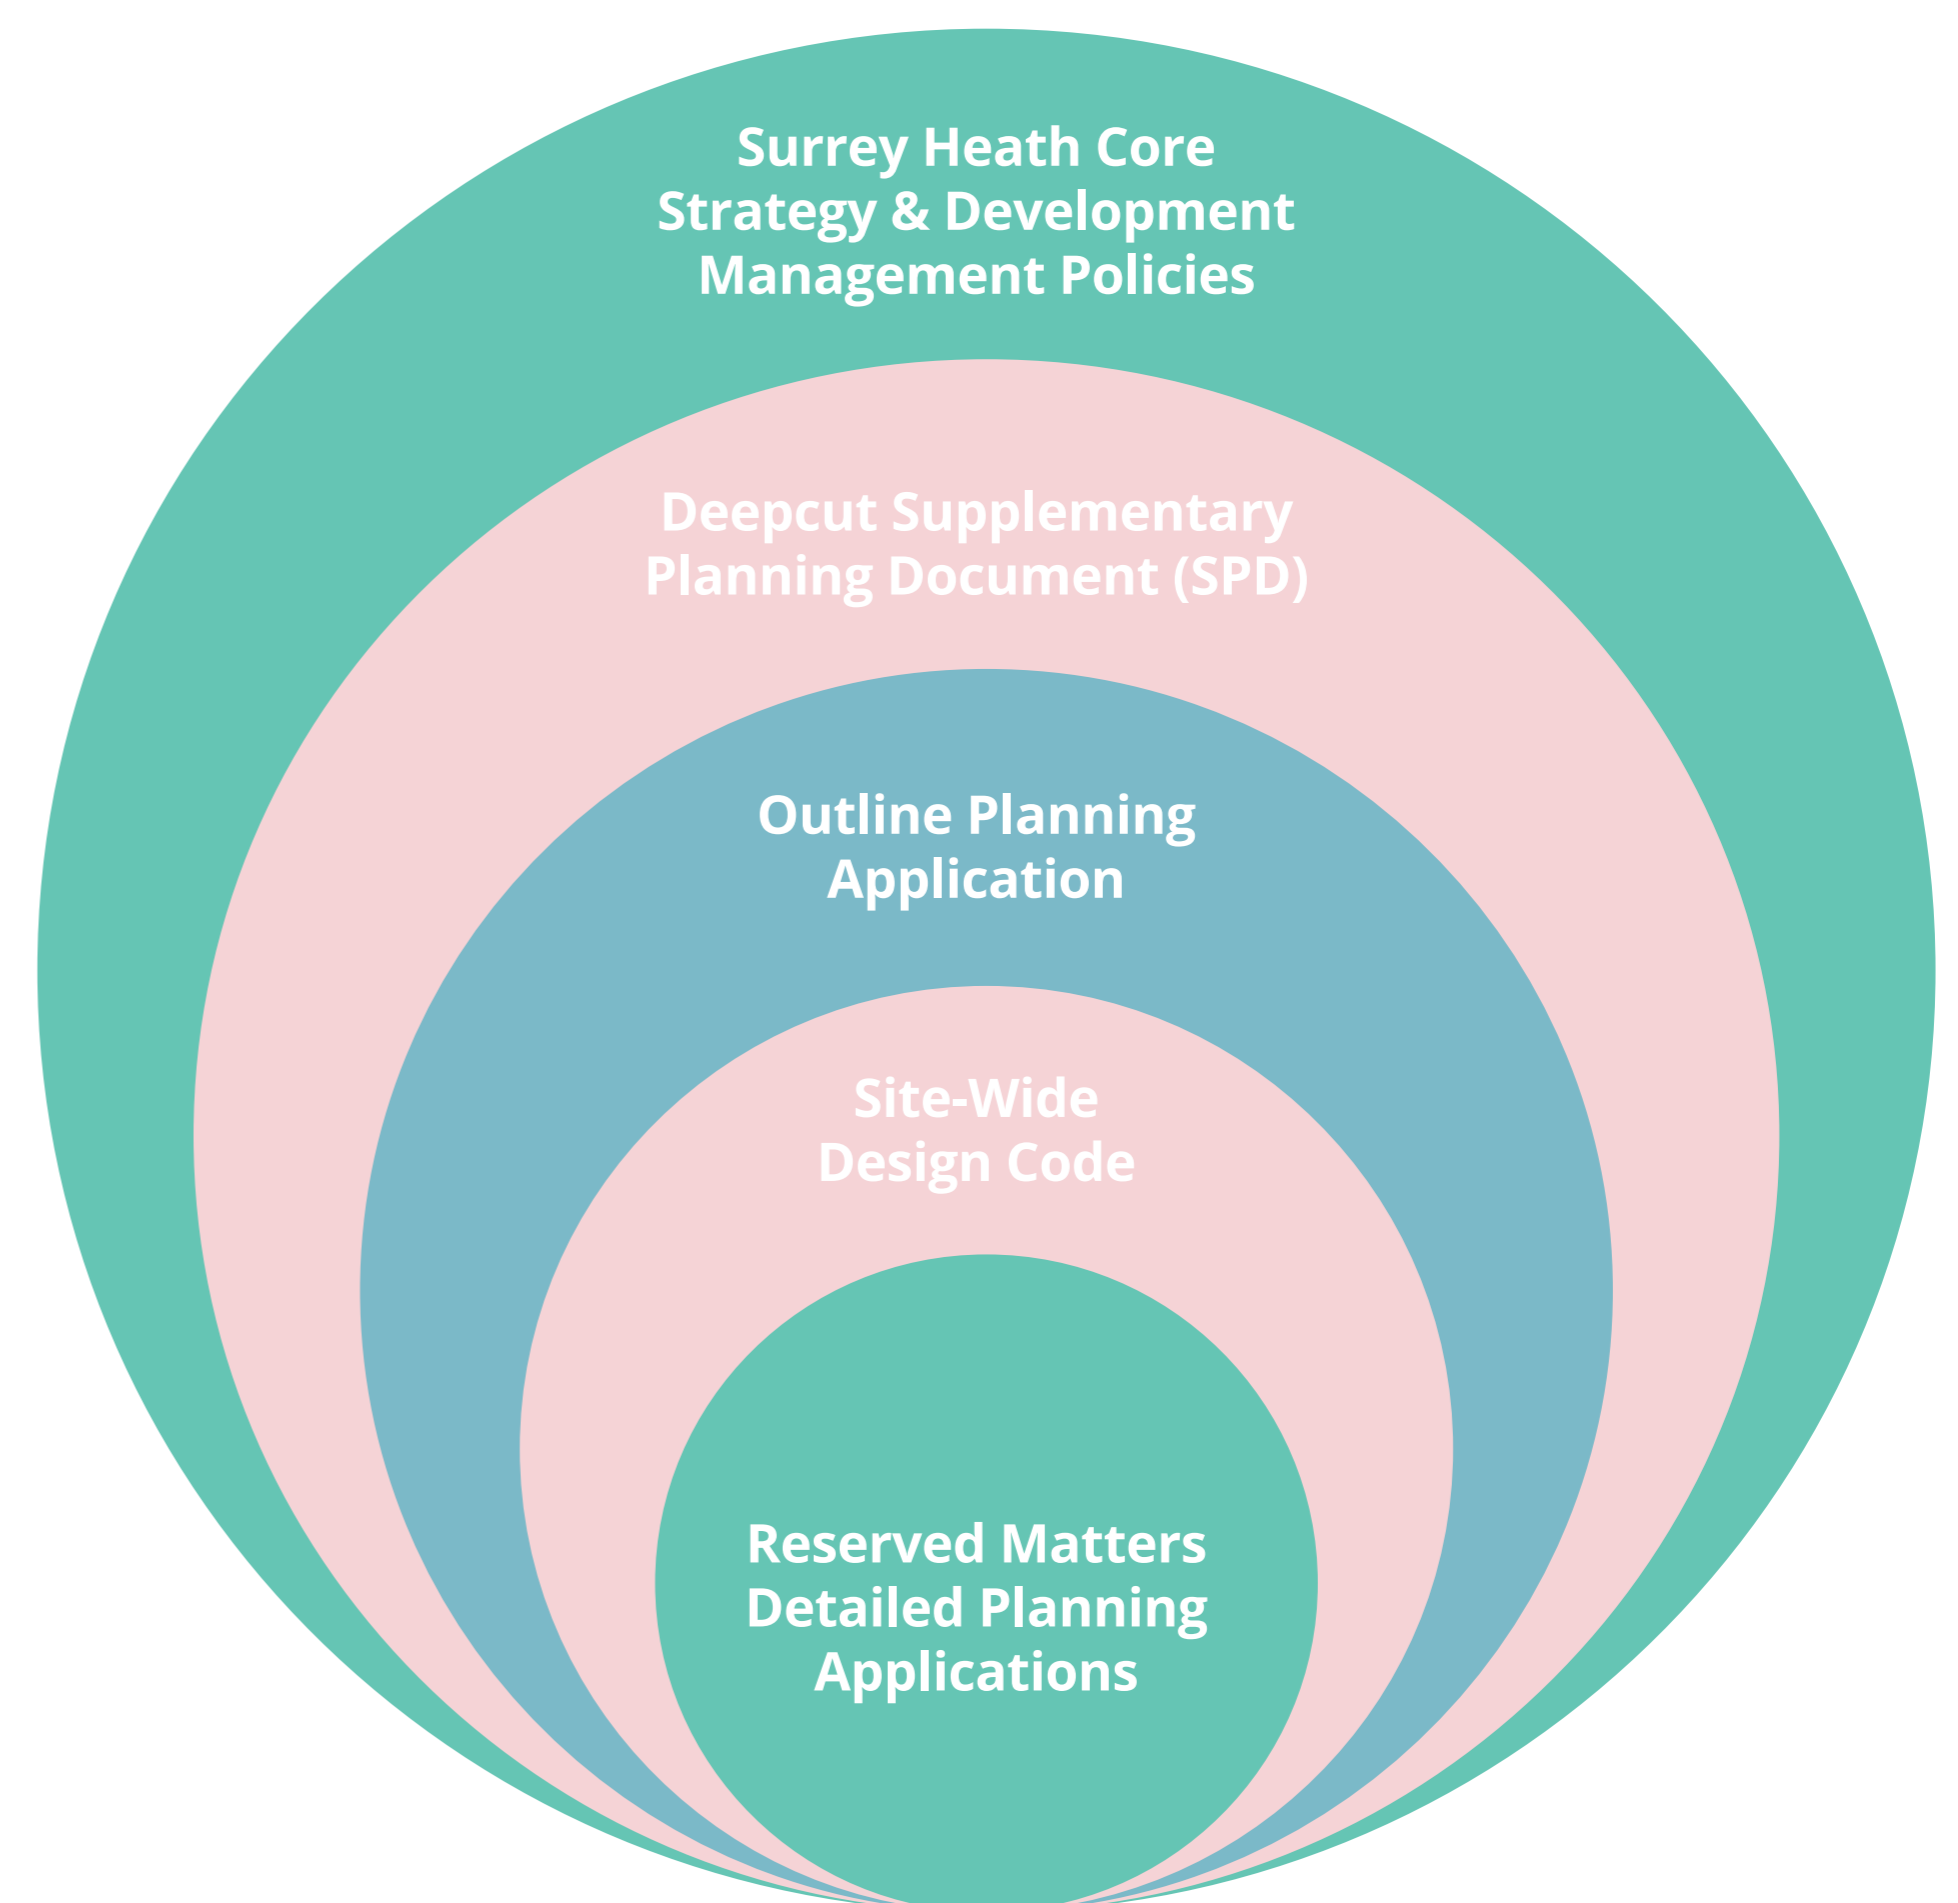 Surrey Heath Core
Strategy & Development
Management Policies
Deepcut Supplementary
Planning Document (SPD)
Outline Planning
Application
Site-Wide
Design Code
Reserved Matters
Detailed Planning
Applications